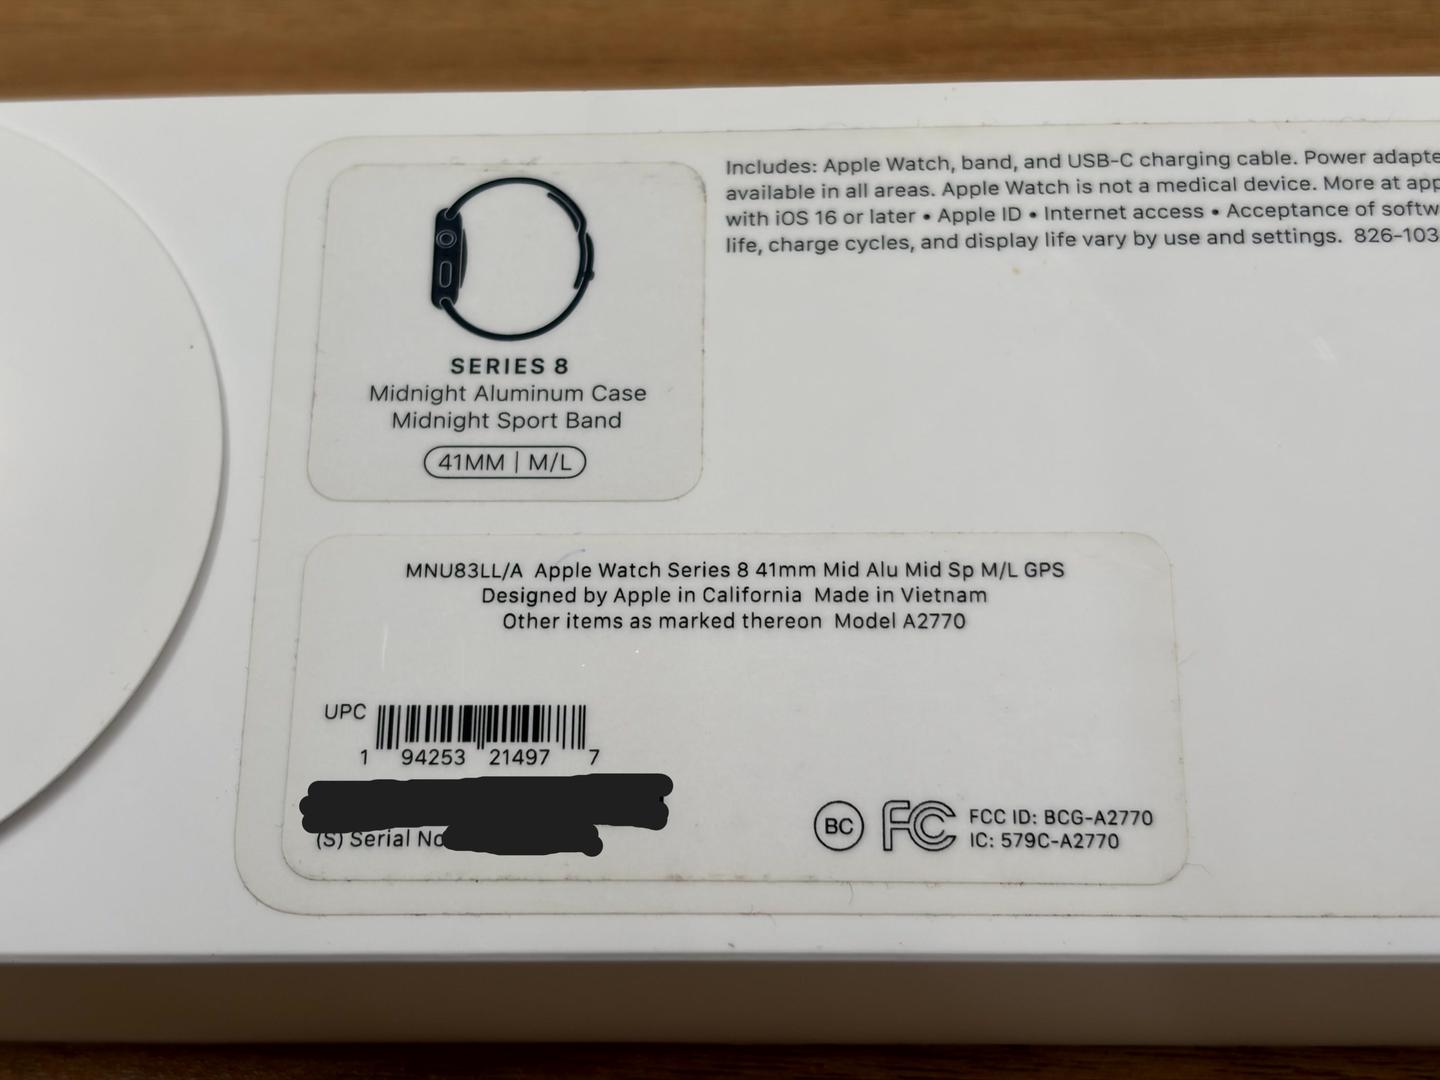 Includes: Apple Watch, band, and USB-C charging cable. Power adapte
available in all areas. Apple Watch is not a medical device. More at app
with iOS 16 or later • Apple ID • Internet access • Acceptance of softw
life, charge cycles, and display life vary by use and settings. 826-103
SERIES 8
Midnight Aluminum Case
Midnight Sport Band
41MM | M/L
MNU83LL/A Apple Watch Series 8 41mm Mid Alu Mid Sp M/L GPS
Designed by Apple in California Made in Vietnam
Other items as marked thereon Model A2770
UPC
1 94253 21497 7
(S) Serial No
BC
FC
FCC ID: BCG-A2770
IC: 579C-A2770